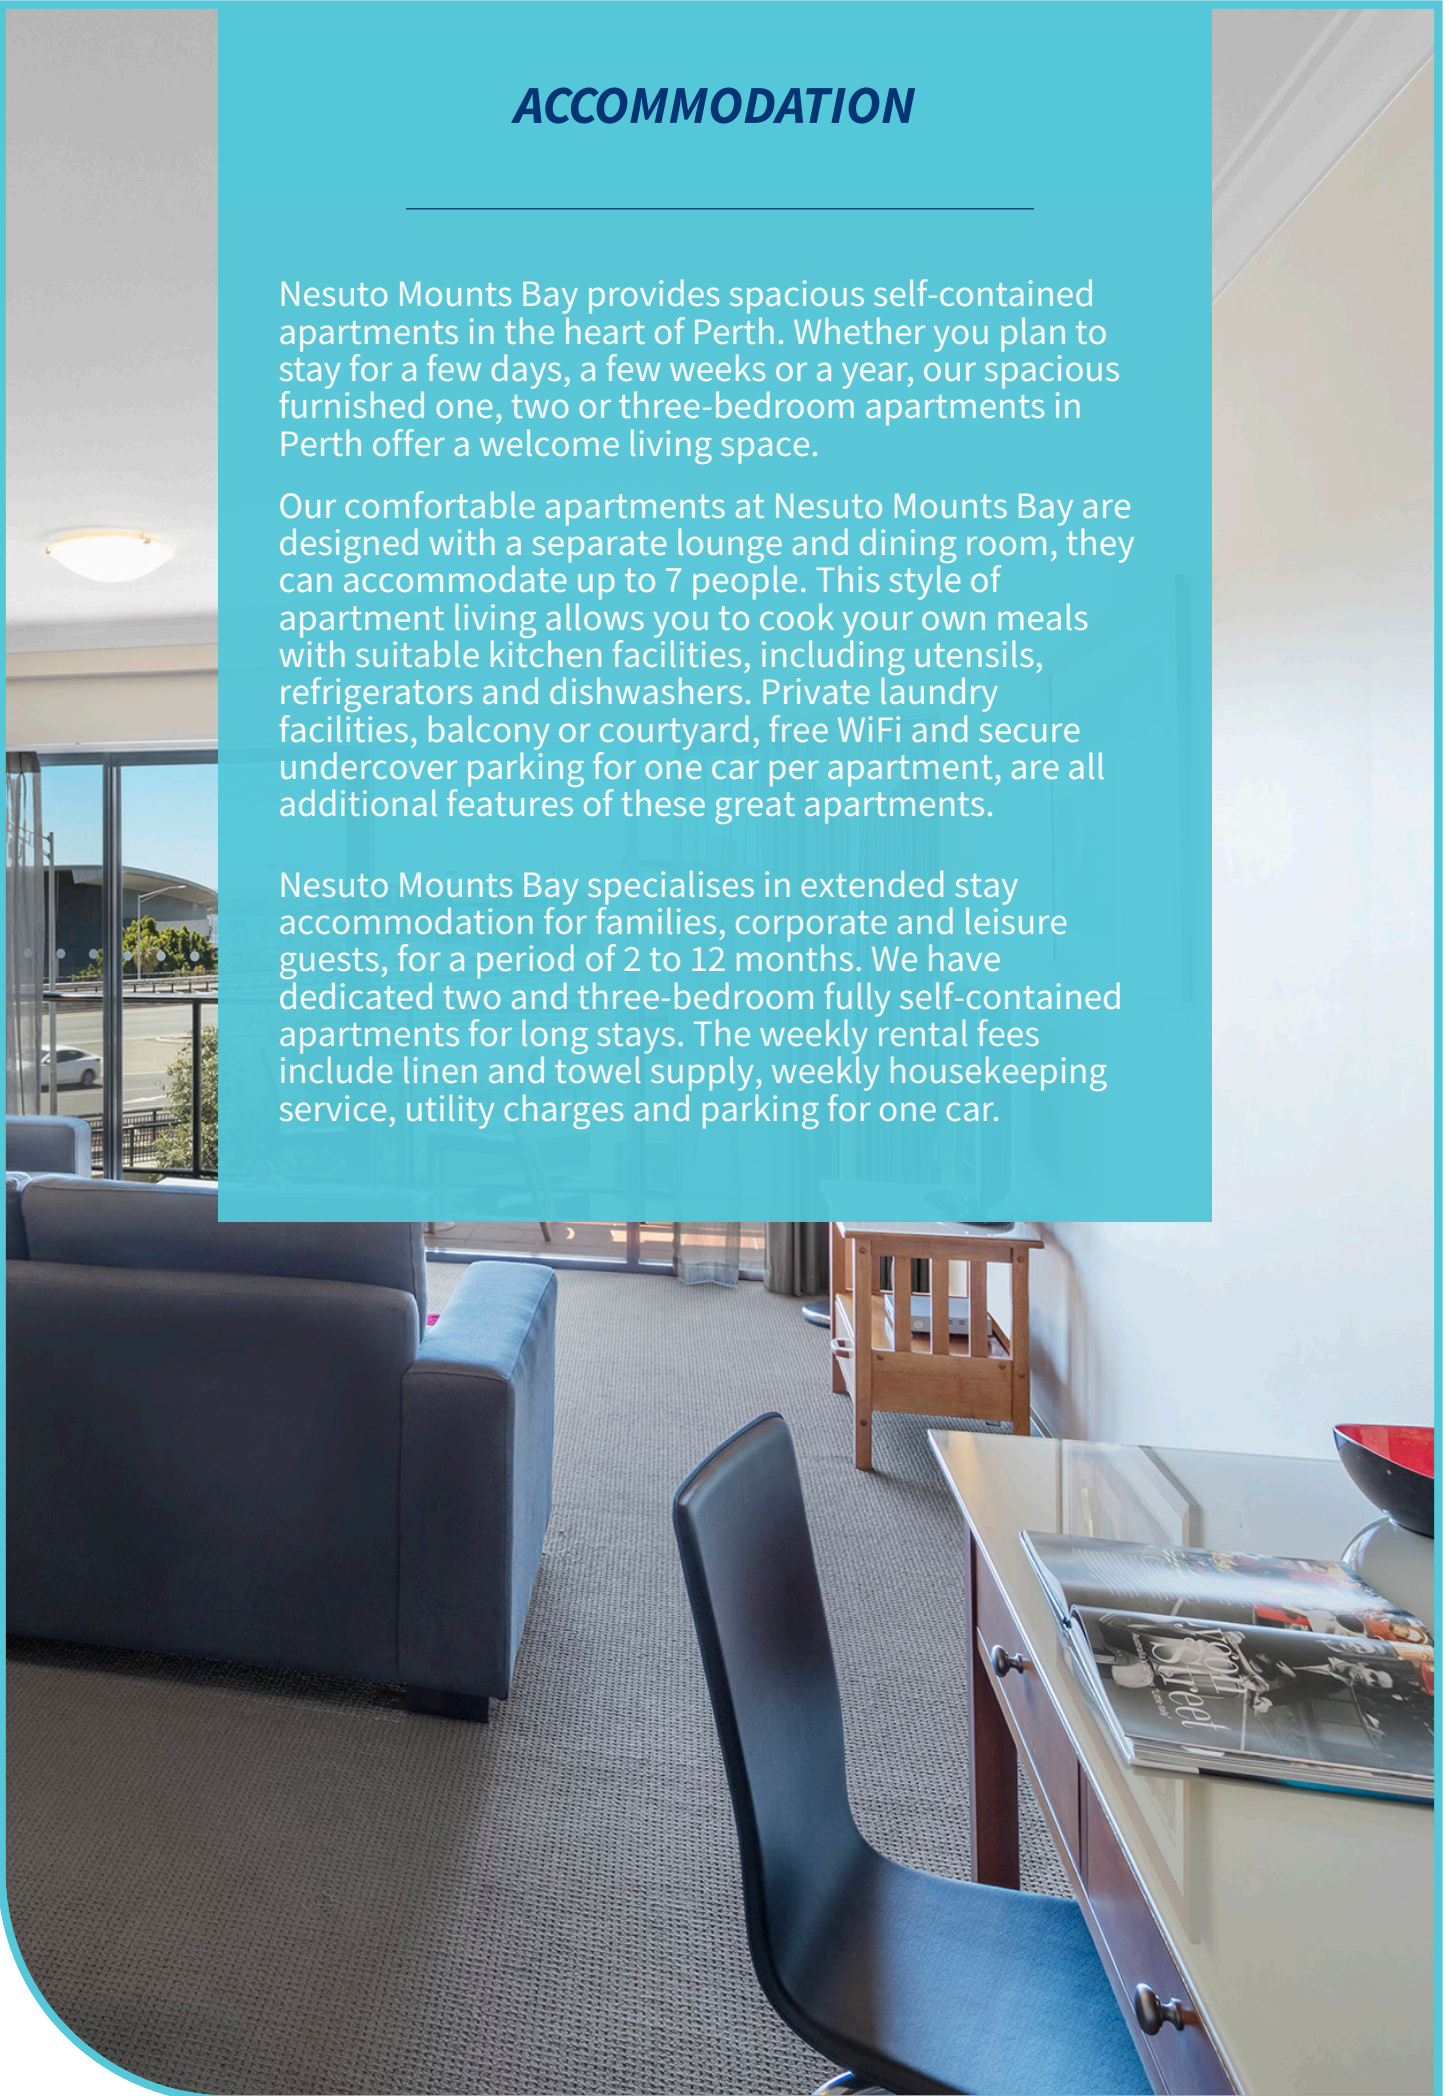 ACCOMMODATION
Nesuto Mounts Bay provides spacious self-contained
apartments in the heart of Perth. Whether you plan to
stay for a few days, a few weeks or a year, our spacious
furnished one, two or three-bedroom apartments in
Perth offer a welcome living space.
Our comfortable apartments at Nesuto Mounts Bay are
designed with a separate lounge and dining room, they
can accommodate up to 7 people. This style of
apartment living allows you to cook your own meals
with suitable kitchen facilities, including utensils,
refrigerators and dishwashers. Private laundry
facilities, balcony or courtyard, free WiFi and secure
undercover parking for one car per apartment, are all
additional features of these great apartments.
Nesuto Mounts Bay specialises in extended stay
accommodation for families, corporate and leisure
guests, for a period of 2 to 12 months. We have
dedicated two and three-bedroom fully self-contained
apartments for long stays. The weekly rental fees
include linen and towel supply, weekly housekeeping
service, utility charges and parking for one car.
Street